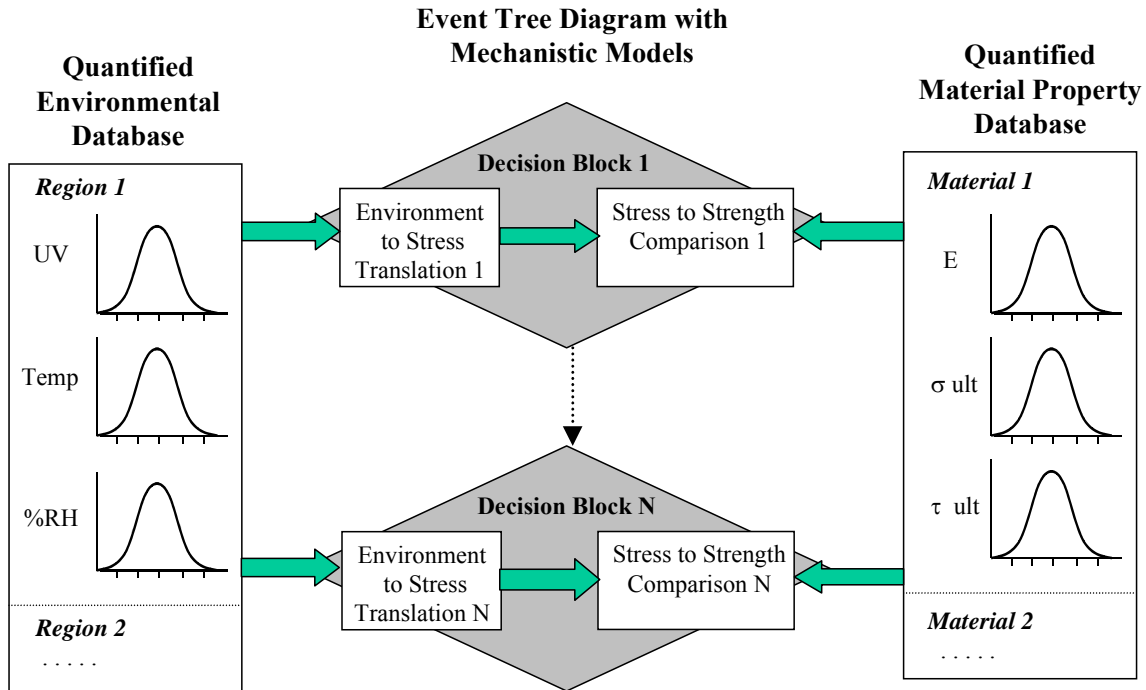 Event Tree Diagram with
Mechanistic Models
Quantified
Environmental
Database
Region 1
UV
Temp
%RH
Region 2
. . . . .
Decision Block 1
Environment
to Stress
Translation 1
Stress to Strength
Comparison 1
Decision Block N
Environment
to Stress
Translation N
Stress to Strength
Comparison N
Quantified
Material Property
Database
Material 1
E
σ ult
τ ult
Material 2
. . . . .